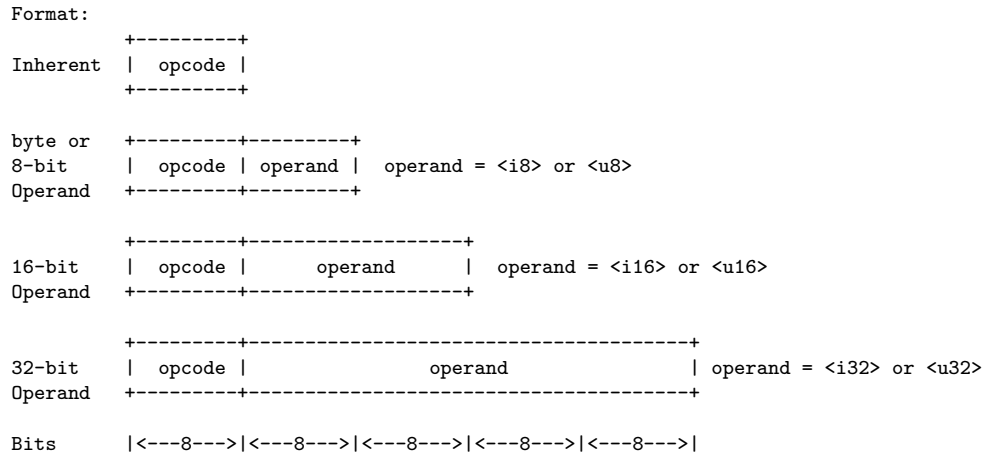 Format:
         +---------+
Inherent |  opcode |
         +---------+
byte or  +---------+---------+
8-bit    |  opcode | operand |  operand = <i8> or <u8>
Operand  +---------+---------+
         +---------+-------------------+
16-bit   |  opcode |      operand      |  operand = <i16> or <u16>
Operand  +---------+-------------------+
         +---------+---------------------------------------+
32-bit   |  opcode |                operand                | operand = <i32> or <u32>
Operand  +---------+---------------------------------------+
Bits     |<---8--->|<---8--->|<---8--->|<---8--->|<---8--->|